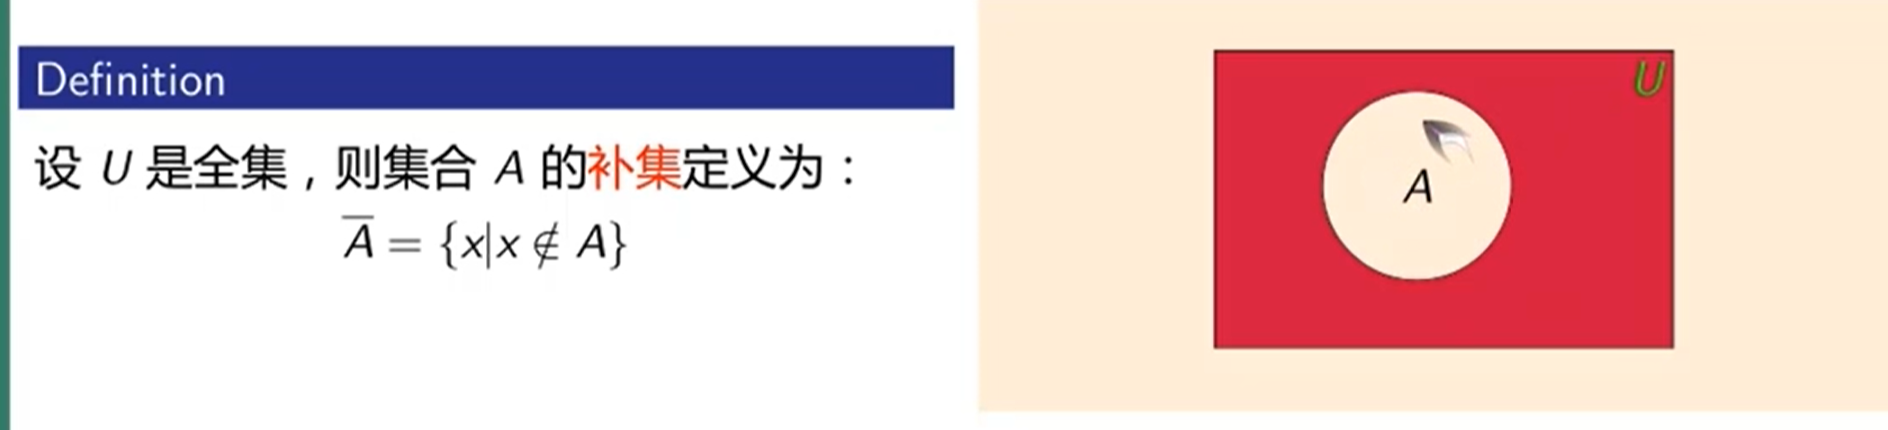 Definition
设 U 是全集，则集合 A 的补集定义为：
A̅ = {x|x ∉ A}
U
A